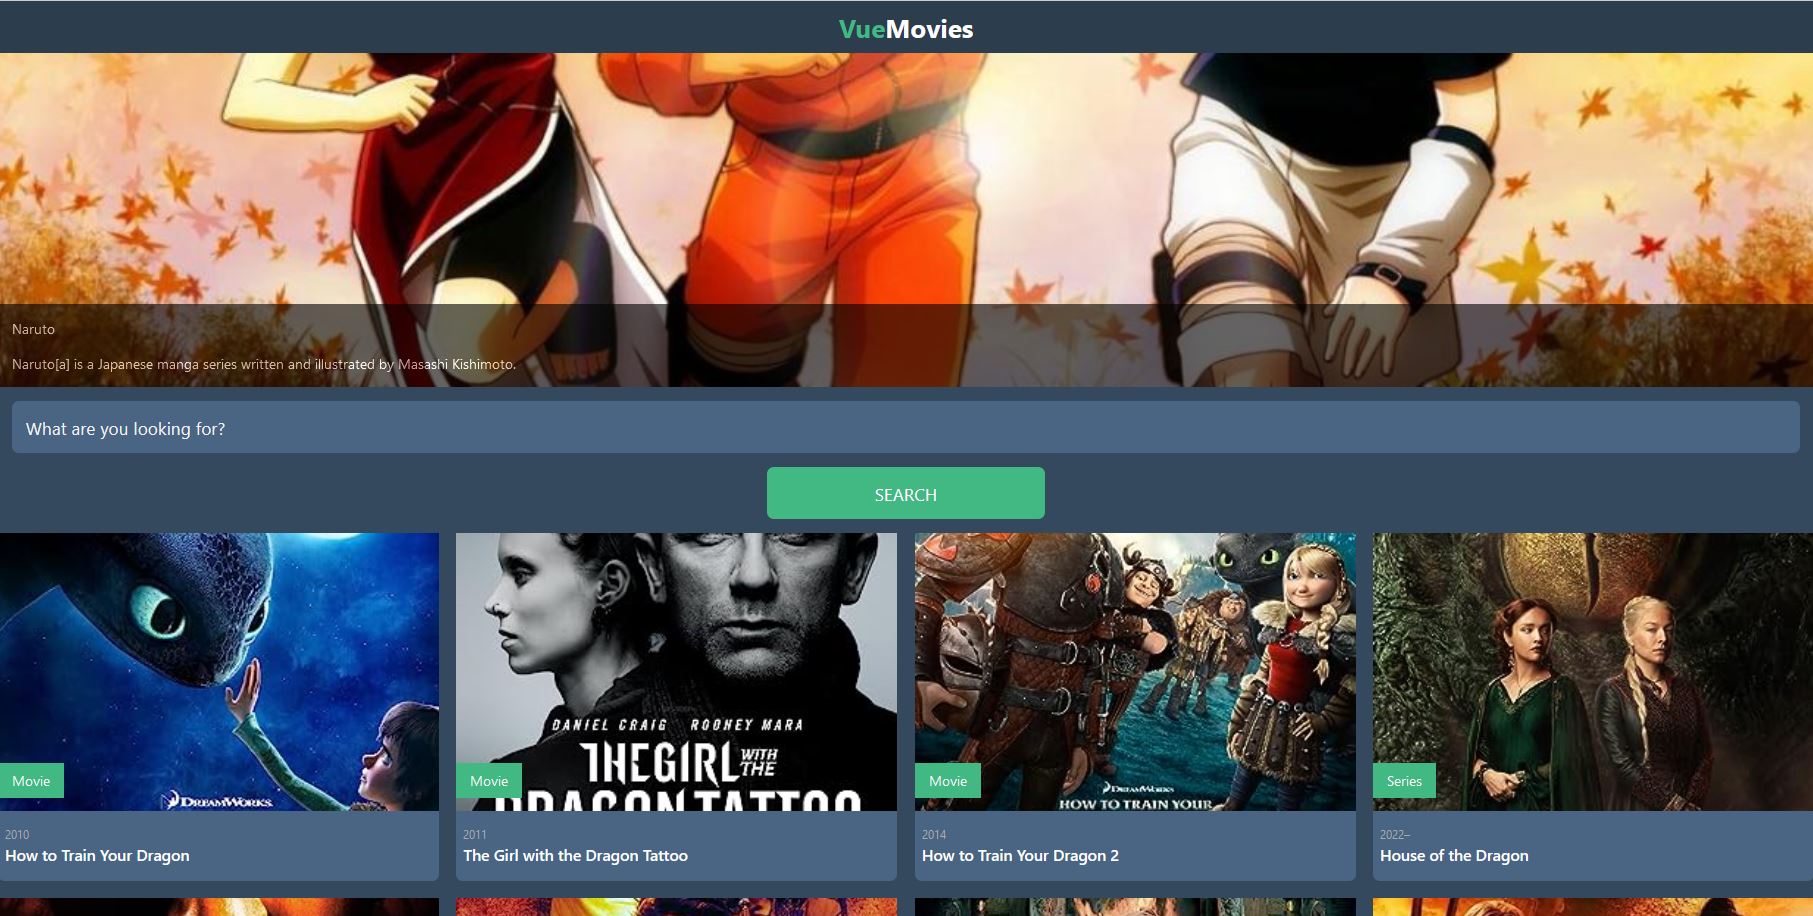 VueMovies
Naruto
Naruto[a] is a Japanese manga series written and illustrated by Masashi Kishimoto.
What are you looking for?
SEARCH
DREAMWORKS
Movie
2010
How to Train Your Dragon
DANIEL CRAIG ROONEY MARA
THE GIRL WITH THE
DRAGON TATTOO
Movie
2011
The Girl with the Dragon Tattoo
DREAMWORKS
HOW TO TRAIN YOUR
Movie
2014
How to Train Your Dragon 2
Series
2022–
House of the Dragon